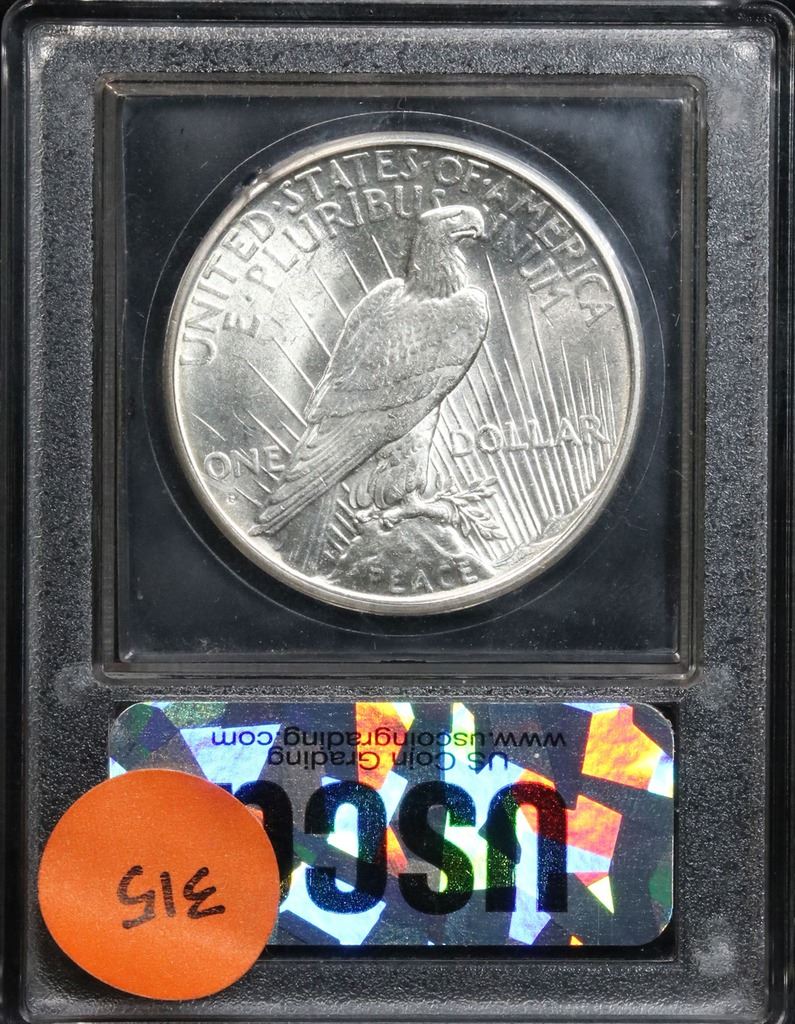 UNITED·STATES·OF·AMERICA
E·PLURIBUS UNUM
ONE DOLLAR
PEACE
www.uscoingrading.com
US Coin Grading
USCG
315